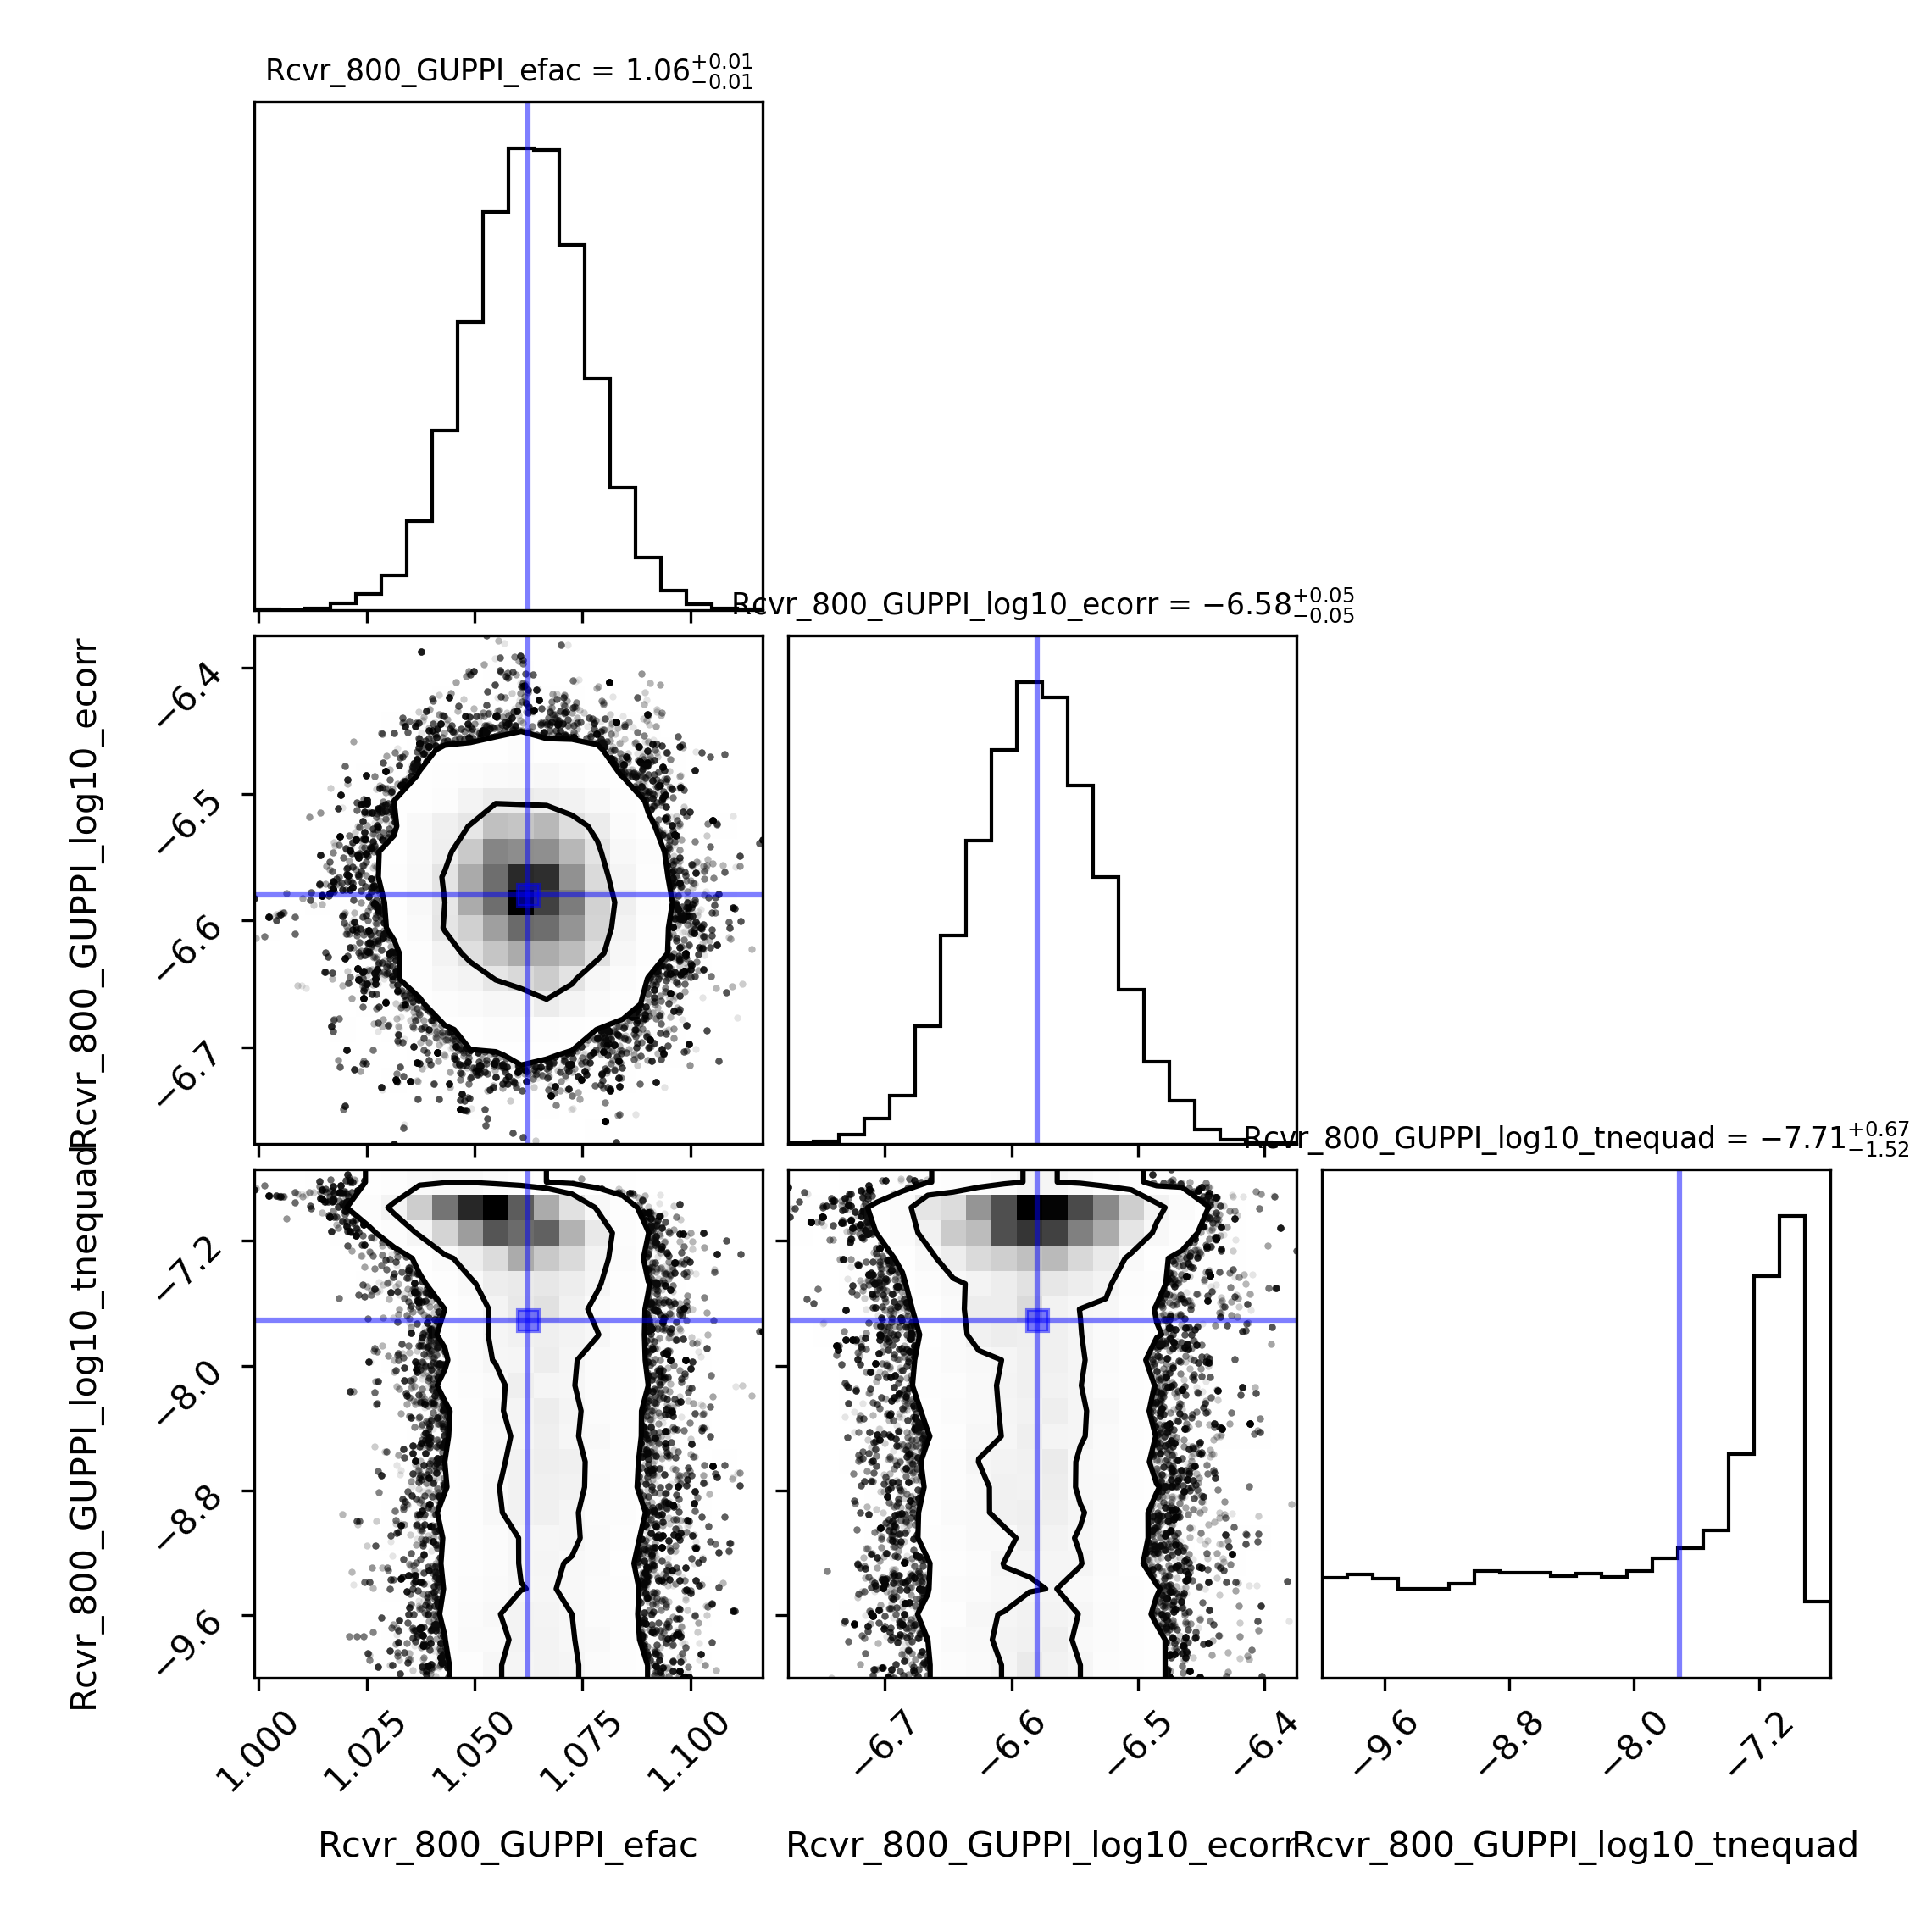 Rcvr_800_GUPPI_efac = 1.06+0.01−0.01
Rcvr_800_GUPPI_log10_ecorr = −6.58+0.05−0.05
Rcvr_800_GUPPI_log10_ecorr
−6.4
−6.5
−6.6
−6.7
Rcvr_800_GUPPI_log10_tnequad = −7.71+0.67−1.52
Rcvr_800_GUPPI_log10_tnequad
−7.2
−8.0
−8.8
−9.6
1.000 1.025 1.050 1.075 1.100
−6.7 −6.6 −6.5 −6.4
−9.6 −8.8 −8.0 −7.2
Rcvr_800_GUPPI_efac
Rcvr_800_GUPPI_log10_ecorr
Rcvr_800_GUPPI_log10_tnequad